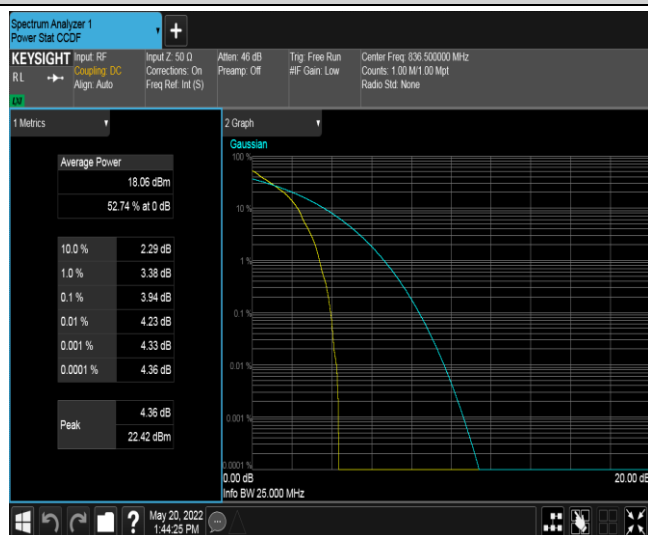 Spectrum Analyzer 1
Power Stat CCDF
+
KEYSIGHT
RL
Input: RF
Coupling: DC
Align: Auto
Input Z: 50 Ω
Corrections: On
Freq Ref: Int (S)
Atten: 46 dB
Preamp: Off
Trig: Free Run
#IF Gain: Low
Center Freq: 836.500000 MHz
Counts: 1.00 M/1.00 Mpt
Radio Std: None
1 Metrics
Average Power
18.06 dBm
52.74 % at 0 dB
10.0 % 2.29 dB
1.0 % 3.38 dB
0.1 % 3.94 dB
0.01 % 4.23 dB
0.001 % 4.33 dB
0.0001 % 4.36 dB
Peak
4.36 dB
22.42 dBm
2 Graph
Gaussian
100 %
10 %
1 %
0.1 %
0.01 %
0.001 %
0.0001 %
0.00 dB
20.00 dB
Info BW 25.000 MHz
?
May 20, 2022
1:44:25 PM